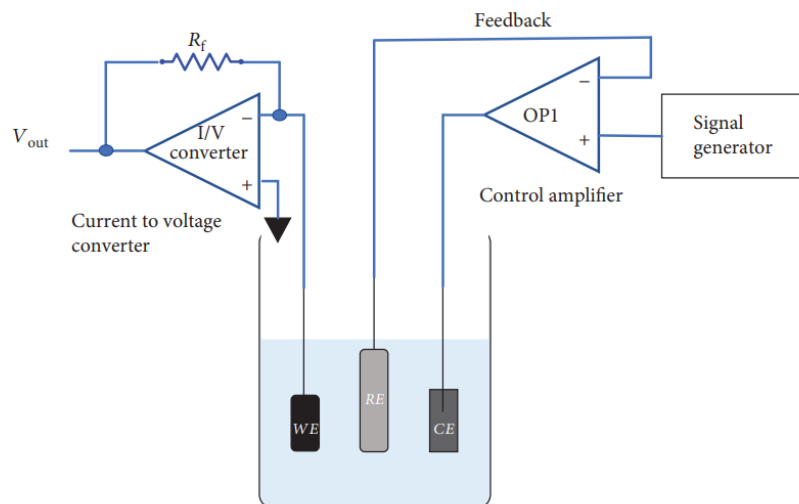 Feedback
Rf
−
I/V
converter
+
Vout
−
OP1
+
Signal
generator
Control amplifier
Current to voltage
converter
WE
RE
CE